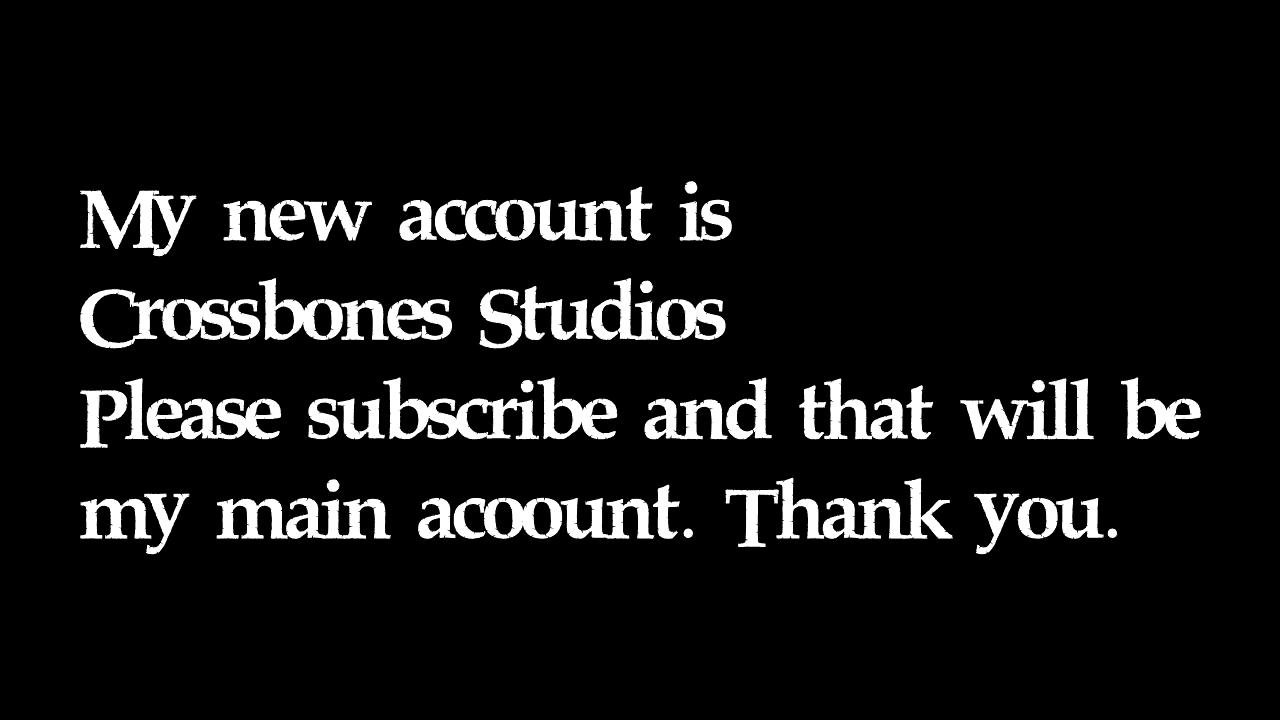 My new account is
Crossbones Studios
Please subscribe and that will be
my main acoount. Thank you.